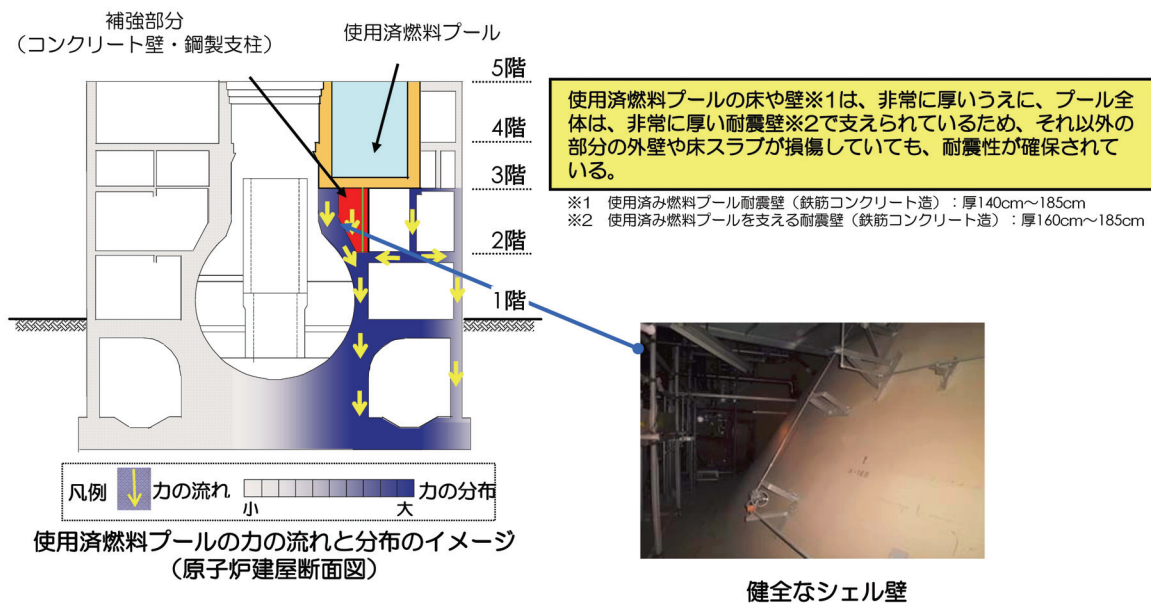 補強部分
（コンクリート壁・鋼製支柱）
使用済燃料プール
5階
4階
3階
2階
1階
使用済燃料プールの床や壁※1は、非常に厚いうえに、プール全
体は、非常に厚い耐震壁※2で支えられているため、それ以外の
部分の外壁や床スラブが損傷していても、耐震性が確保されて
いる。
※1　使用済み燃料プール耐震壁（鉄筋コンクリート造）：厚140cm～185cm
※2　使用済み燃料プールを支える耐震壁（鉄筋コンクリート造）：厚160cm～185cm
凡例
力の流れ
小
大
力の分布
使用済燃料プールの力の流れと分布のイメージ
（原子炉建屋断面図）
健全なシェル壁